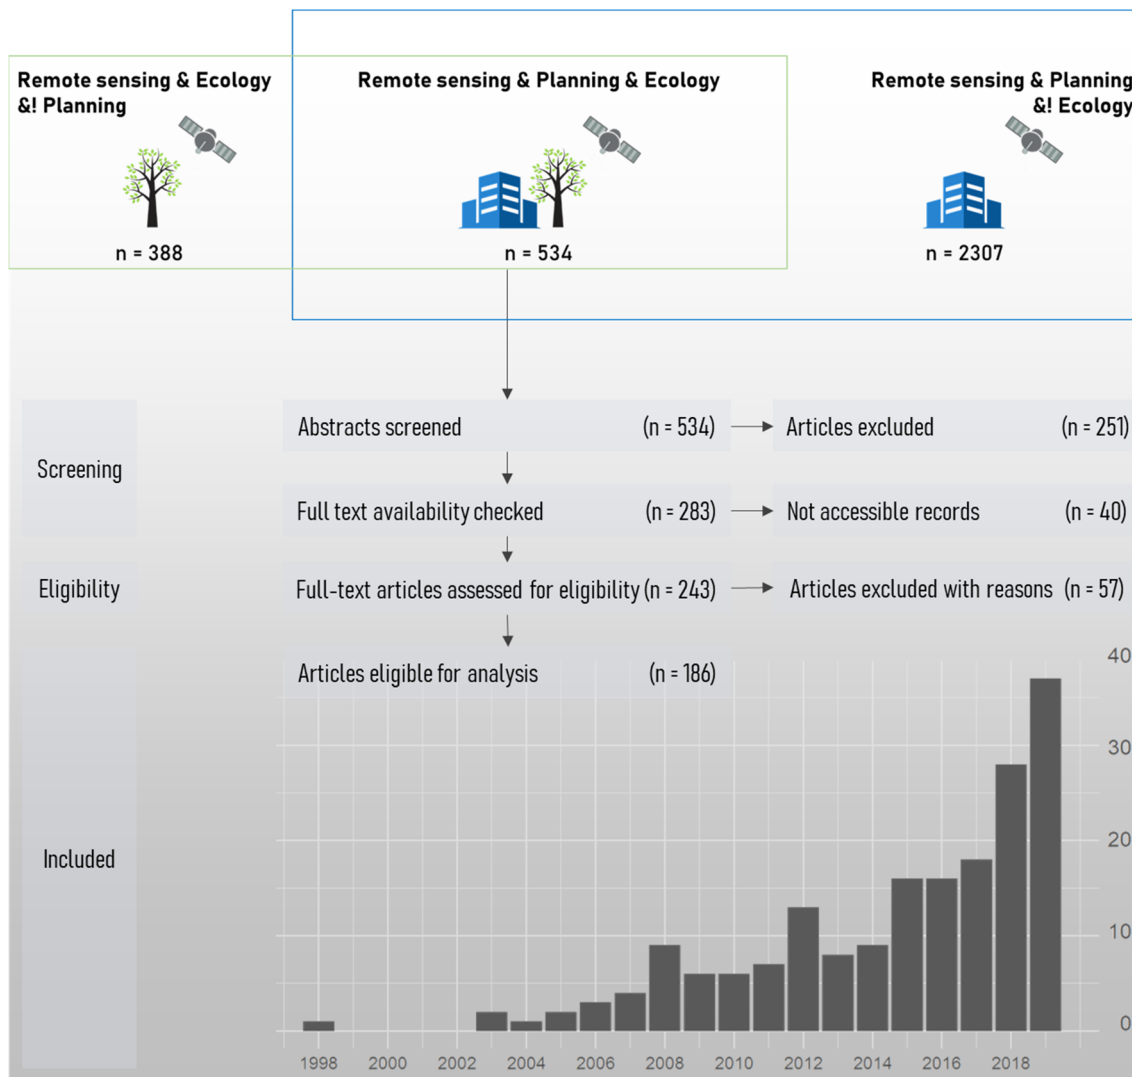 Remote sensing & Ecology
&! Planning
n = 388
Remote sensing & Planning & Ecology
n = 534
Remote sensing & Planning
&! Ecology
n = 2307
Screening
Abstracts screened (n = 534)
Articles excluded (n = 251)
Full text availability checked (n = 283)
Not accessible records (n = 40)
Eligibility
Full-text articles assessed for eligibility (n = 243)
Articles excluded with reasons (n = 57)
Included
Articles eligible for analysis (n = 186)
40
30
20
10
0
1998 2000 2002 2004 2006 2008 2010 2012 2014 2016 2018